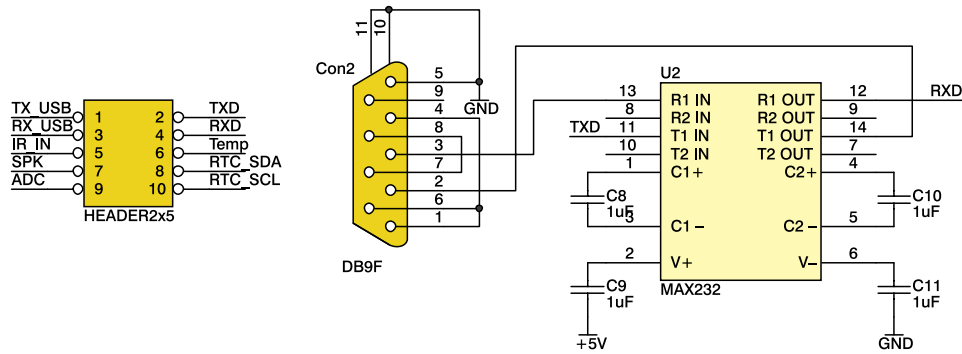 TX_USB 1 2 TXD
RX_USB 3 4 RXD
IR_IN 5 6 Temp
SPK 7 8 RTC_SDA
ADC 9 10 RTC_SCL
HEADER2x5
11 10
Con2
5
9
4
8
3
7
2
6
1
GND
DB9F
U2
13 R1 IN R1 OUT 12 RXD
8 R2 IN R2 OUT 9
TXD 11 T1 IN T1 OUT 14
10 T2 IN T2 OUT 7
1 C1+ C2+ 4
C8
1uF
C10
1uF
3 C1 – C2 – 5
2 V+ V– 6
MAX232
C9
1uF
C11
1uF
+5V
GND